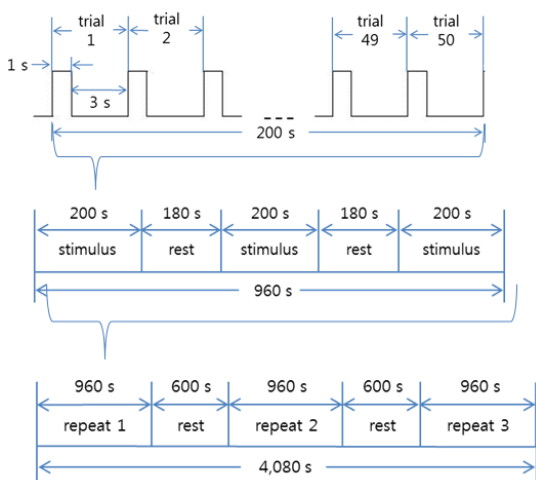 trial trial trial trial
1 2 49 50
1 s
3 s
200 s
200 s 180 s 200 s 180 s 200 s
stimulus rest stimulus rest stimulus
960 s
960 s 600 s 960 s 600 s 960 s
repeat 1 rest repeat 2 rest repeat 3
4,080 s